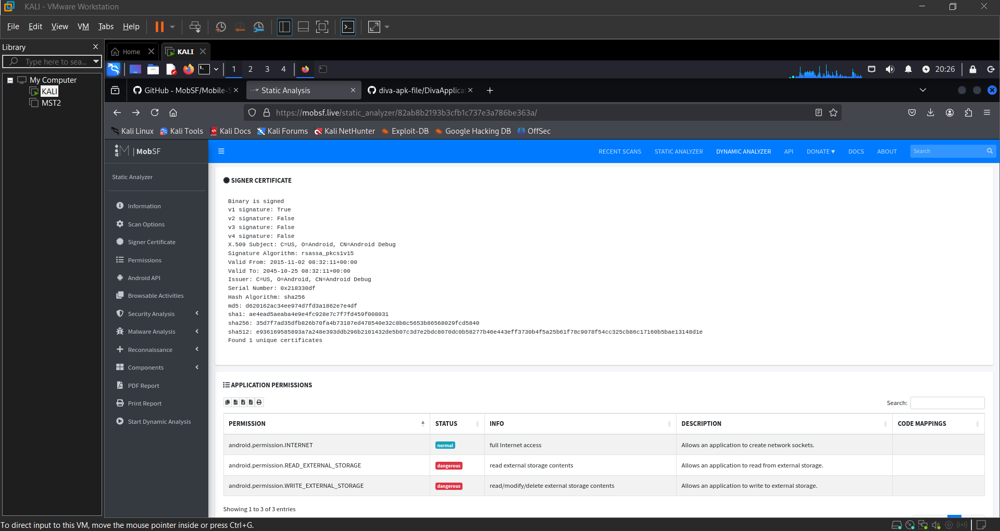 KALI - VMware Workstation
File Edit View VM Tabs Help
Library
Type here to sea...
My Computer
KALI
MST2
Home
KALI
1 2 3 4
20:26
GitHub - MobSF/Mobile-S
Static Analysis
diva-apk-file/DivaApplica
https://mobsf.live/static_analyzer/82ab8b2193b3cfb1c737e3a786be363a/
Kali Linux Kali Tools Kali Docs Kali Forums Kali NetHunter Exploit-DB Google Hacking DB OffSec
M | MobSF
RECENT SCANS STATIC ANALYZER DYNAMIC ANALYZER API DONATE ♥ DOCS ABOUT Search
Static Analyzer
Information
Scan Options
Signer Certificate
Permissions
Android API
Browsable Activities
Security Analysis
Malware Analysis
Reconnaissance
Components
PDF Report
Print Report
Start Dynamic Analysis
SIGNER CERTIFICATE
Binary is signed
v1 signature: True
v2 signature: False
v3 signature: False
v4 signature: False
X.509 Subject: C=US, O=Android, CN=Android Debug
Signature Algorithm: rsassa_pkcs1v15
Valid From: 2015-11-02 08:32:11+00:00
Valid To: 2045-10-25 08:32:11+00:00
Issuer: C=US, O=Android, CN=Android Debug
Serial Number: 0x218330df
Hash Algorithm: sha256
md5: d620162ac34ee974d7fd3a1862e7e4df
sha1: ae4ead5aeaba4e9e4fc928e7c7f7fd459f008031
sha256: 35d7f7ad35dfb826b70fa4b73187ed478540e32c8b8c5653b86568029fcd5840
sha512: e936169585893a7a248e393ddb296b2101432de5b07c3d7e2bdc8070dc0b58277b46e443eff3730b4f5a25b61f78c9078f54cc325cb86c17160b5bae13148d1e
Found 1 unique certificates
APPLICATION PERMISSIONS
Search:
PERMISSION STATUS INFO DESCRIPTION CODE MAPPINGS
android.permission.INTERNET normal full Internet access Allows an application to create network sockets.
android.permission.READ_EXTERNAL_STORAGE dangerous read external storage contents Allows an application to read from external storage.
android.permission.WRITE_EXTERNAL_STORAGE dangerous read/modify/delete external storage contents Allows an application to write to external storage.
Showing 1 to 3 of 3 entries
To direct input to this VM, move the mouse pointer inside or press Ctrl+G.